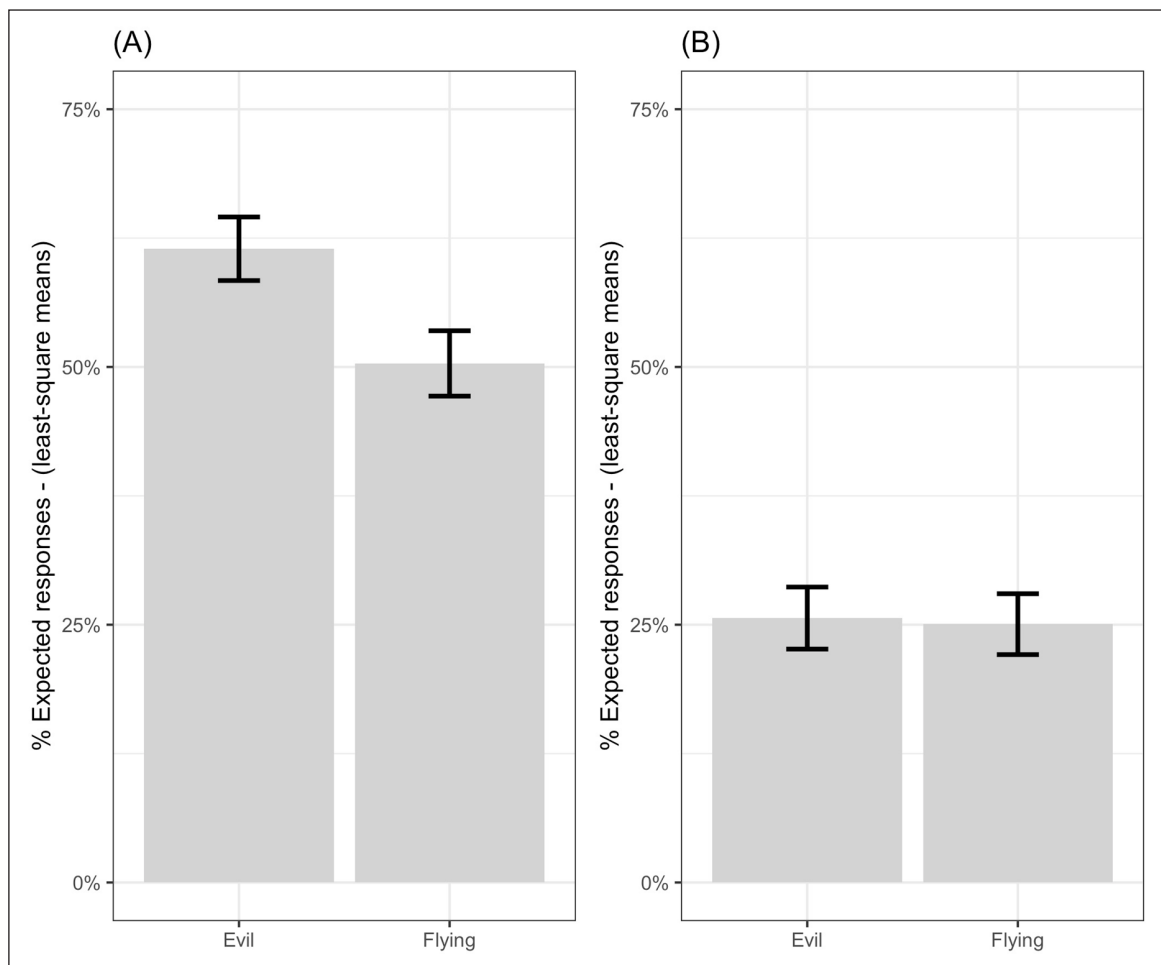 (A)
% Expected responses - (least-square means)
75%
50%
25%
0%
Evil
Flying
(B)
% Expected responses - (least-square means)
75%
50%
25%
0%
Evil
Flying